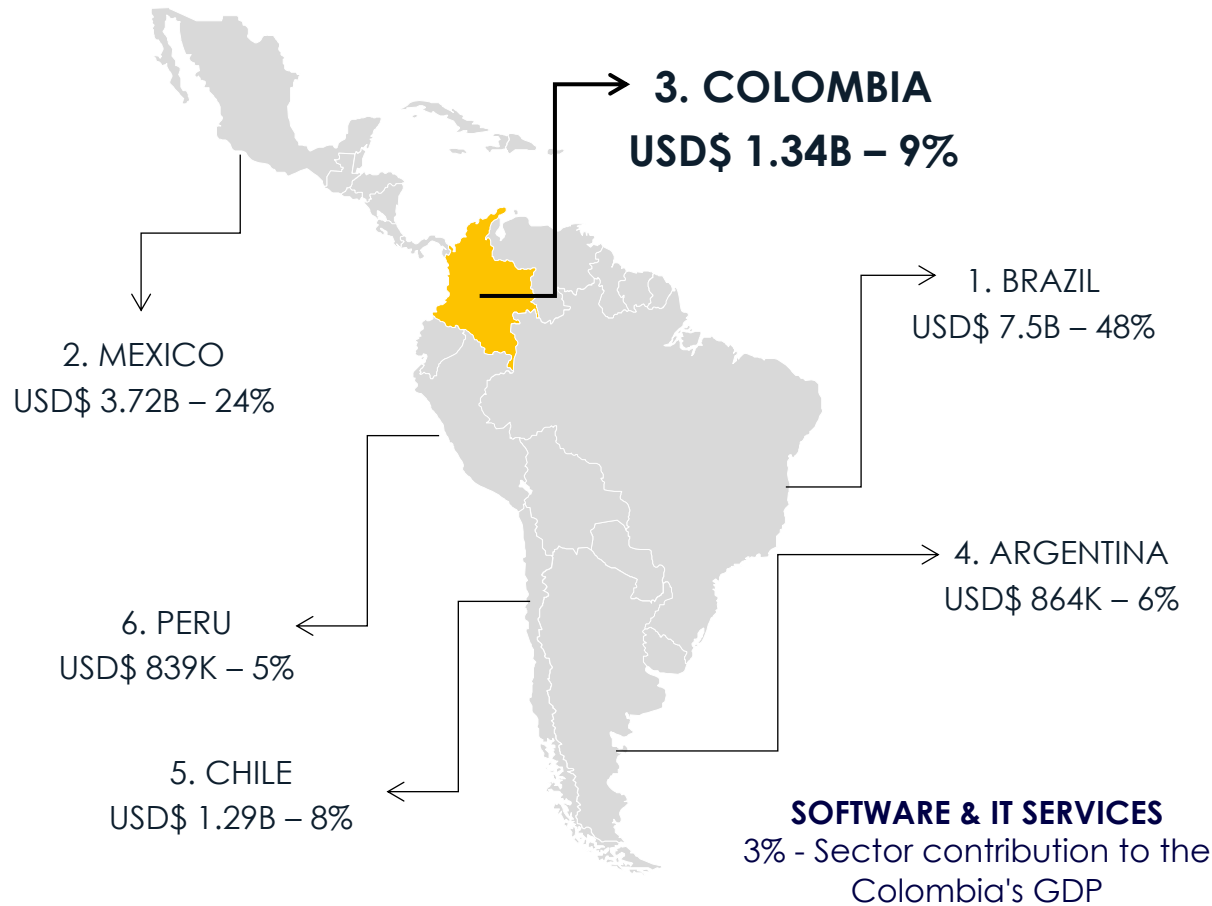 3. COLOMBIA
USD$ 1.34B – 9%
1. BRAZIL
USD$ 7.5B – 48%
2. MEXICO
USD$ 3.72B – 24%
4. ARGENTINA
USD$ 864K – 6%
6. PERU
USD$ 839K – 5%
5. CHILE
USD$ 1.29B – 8%
SOFTWARE & IT SERVICES
3% - Sector contribution to the
Colombia's GDP